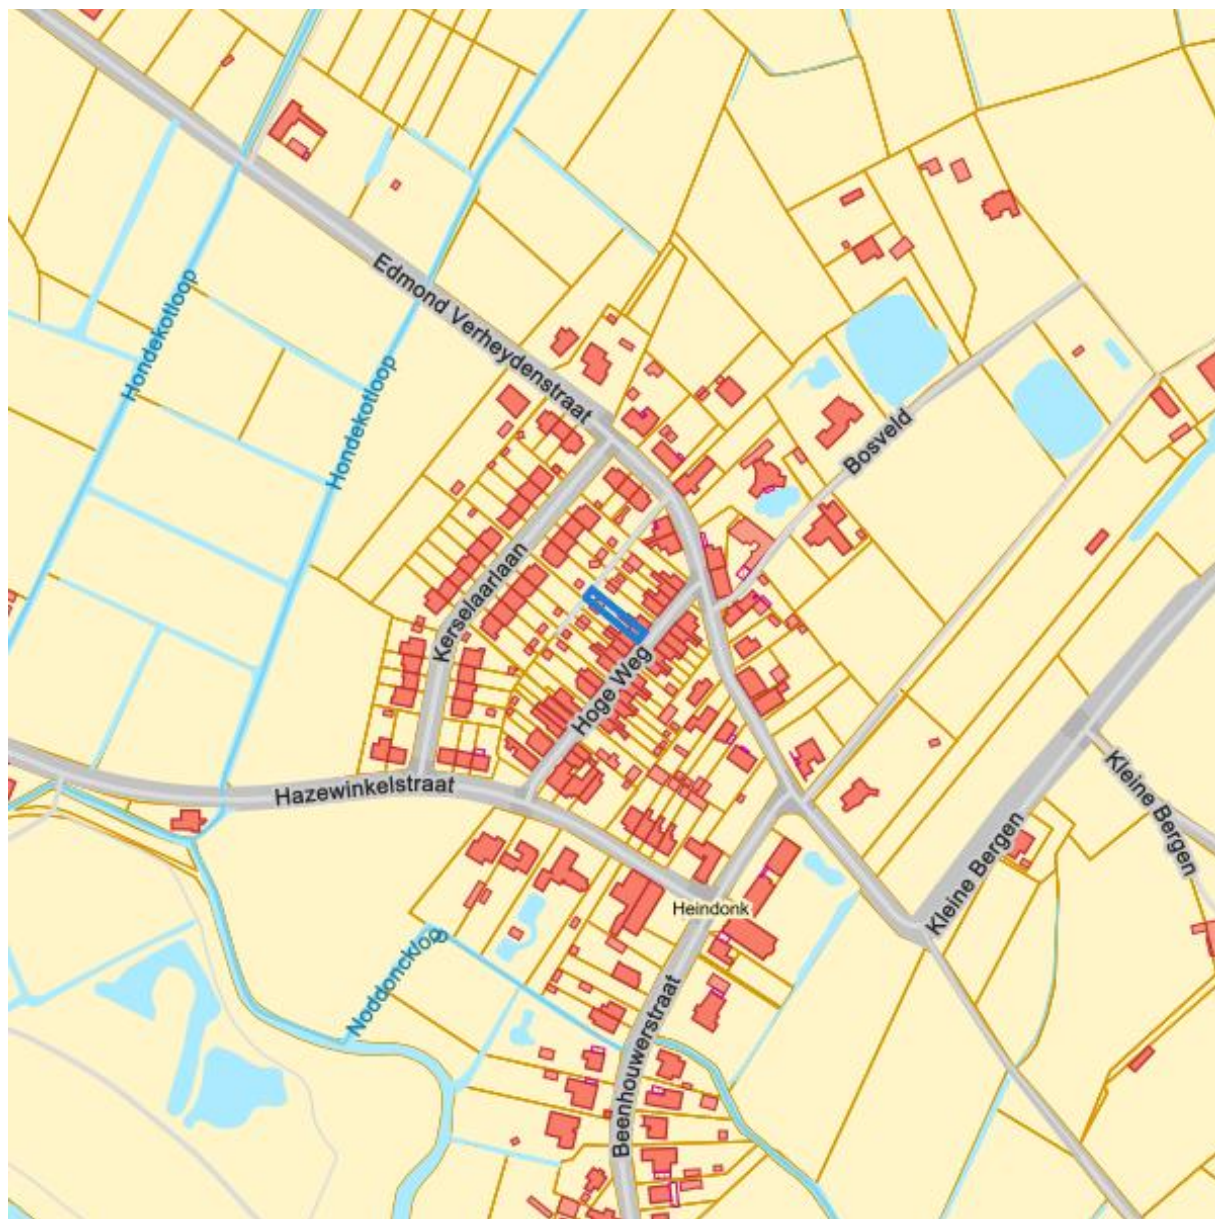 Edmond Verheydenstraat
Hondekotloop
Hondekotloop
Bosveld
Kerselaarlaan
Hoge Weg
Hazewinkelstraat
Kleine Bergen
Kleine Bergen
Heindonk
Noddonckloop
Beenhouwerstraat